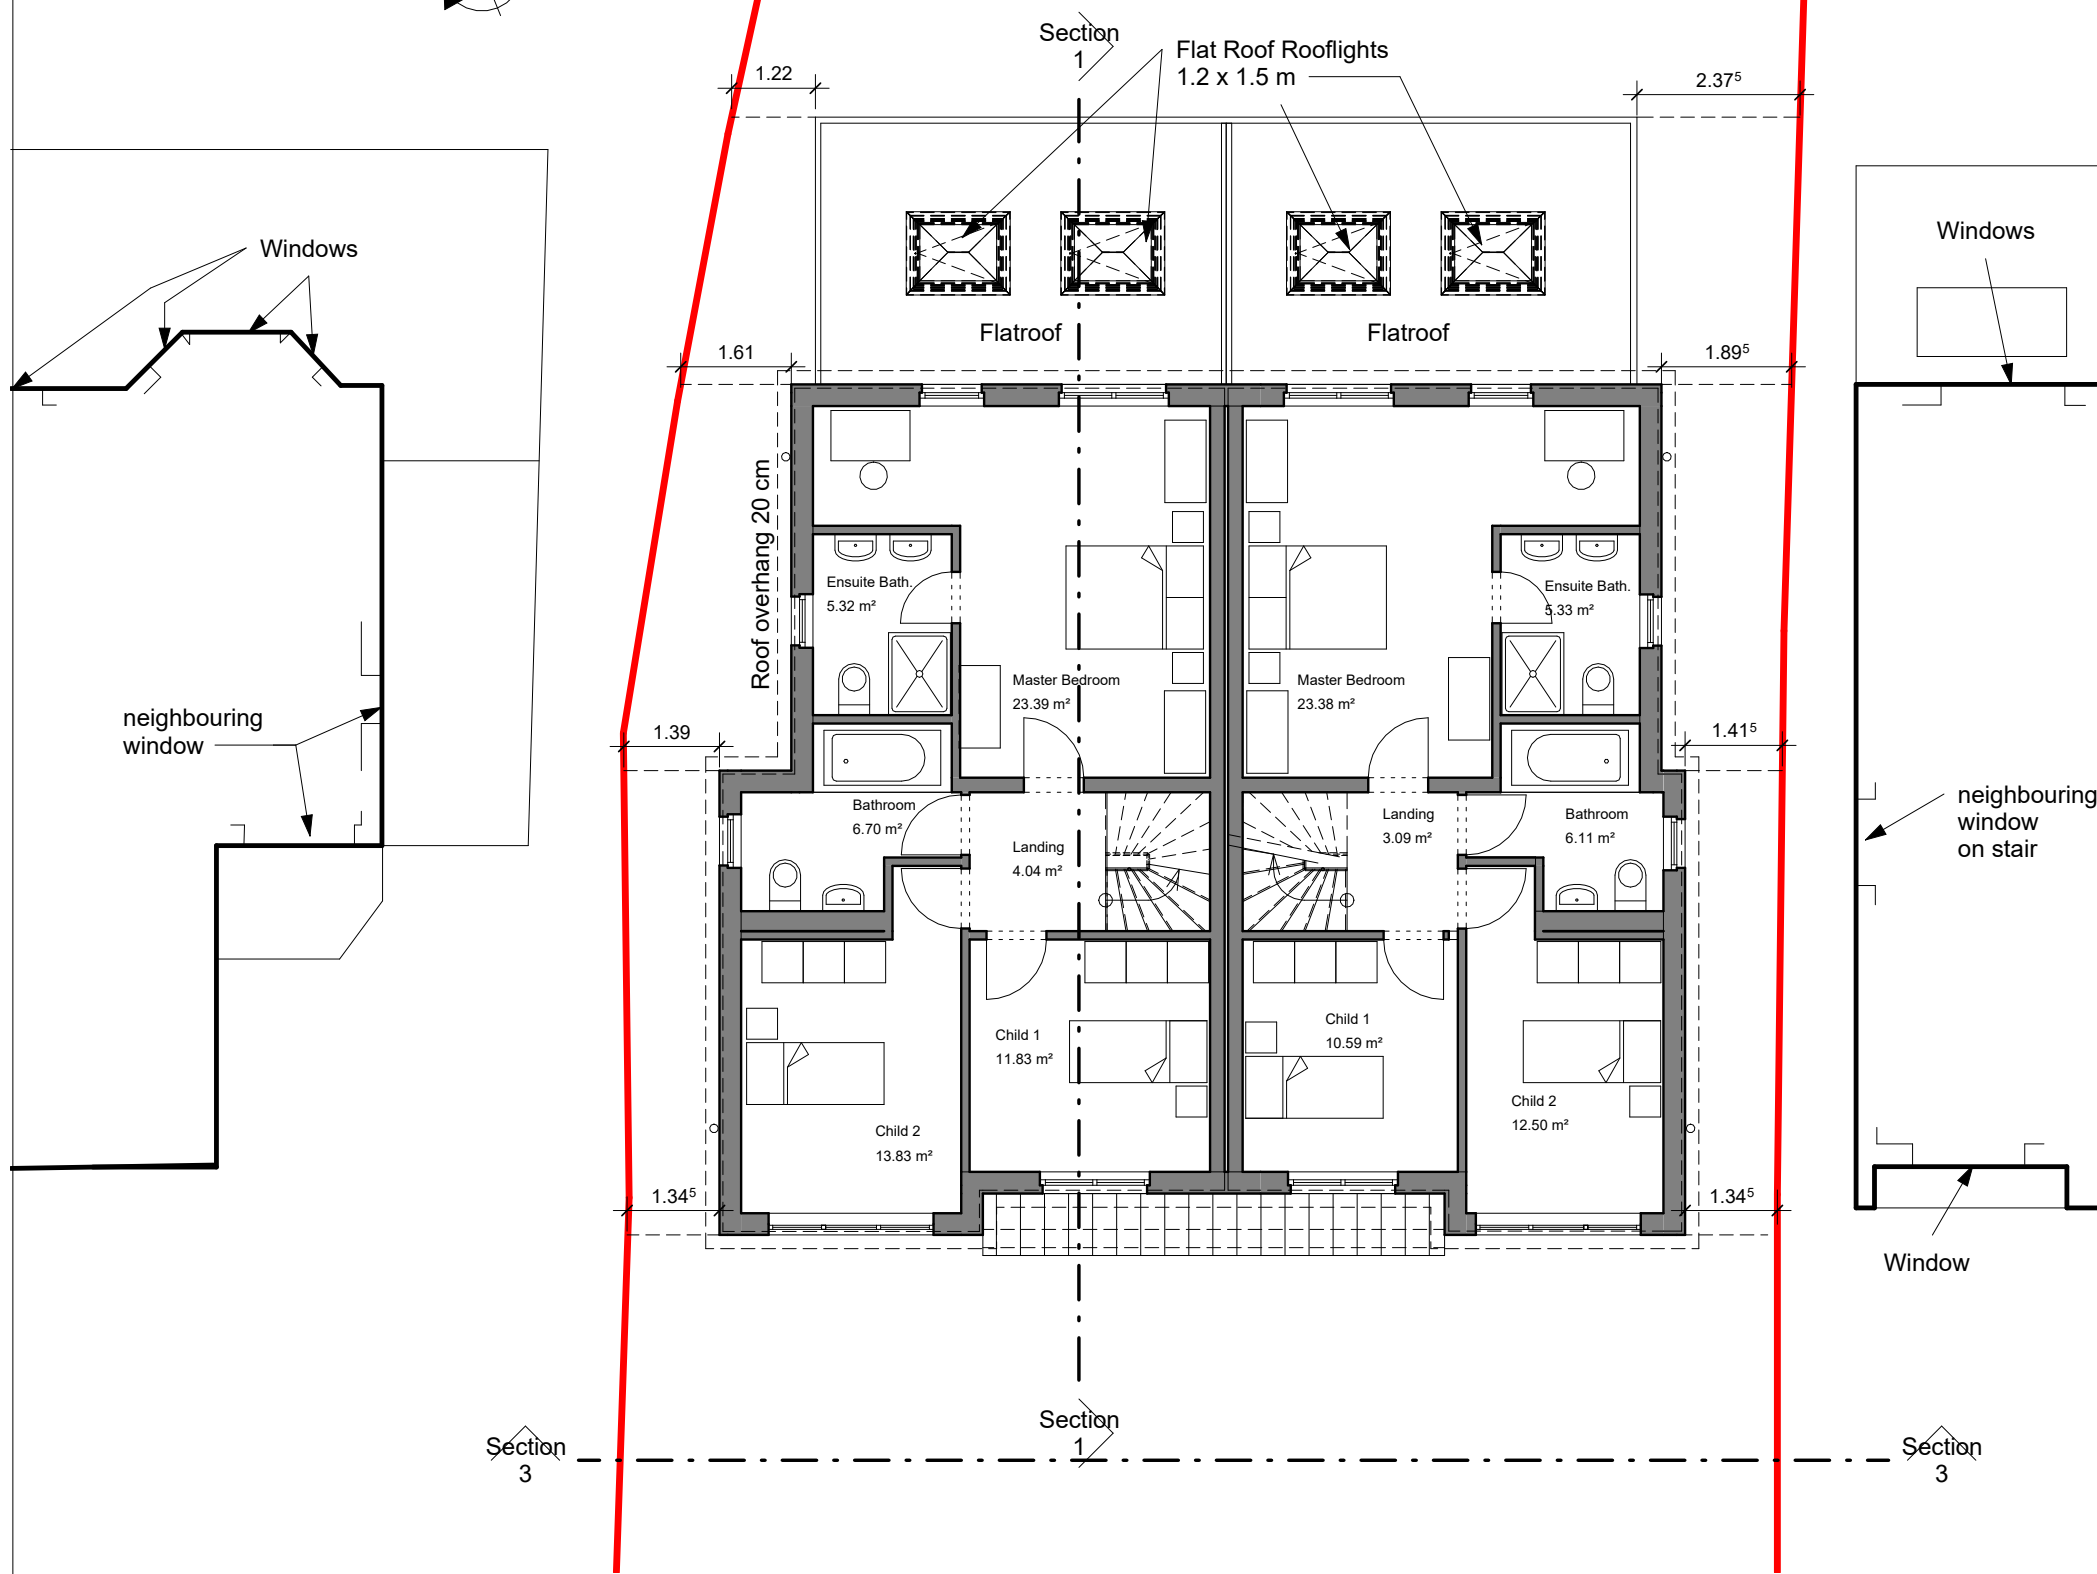 Section
1
Flat Roof Rooflights
1.2 x 1.5 m
1.22
2.37⁵
Windows
Windows
Flatroof
Flatroof
1.61
1.89⁵
Roof overhang 20 cm
Ensuite Bath.
5.32 m²
Ensuite Bath.
5.33 m²
Master Bedroom
23.39 m²
Master Bedroom
23.38 m²
neighbouring
window
1.39
1.41⁵
neighbouring
window
on stair
Bathroom
6.70 m²
Landing
4.04 m²
Landing
3.09 m²
Bathroom
6.11 m²
Child 1
11.83 m²
Child 1
10.59 m²
Child 2
13.83 m²
Child 2
12.50 m²
1.34⁵
1.34⁵
Window
Section
1
Section
3
Section
3